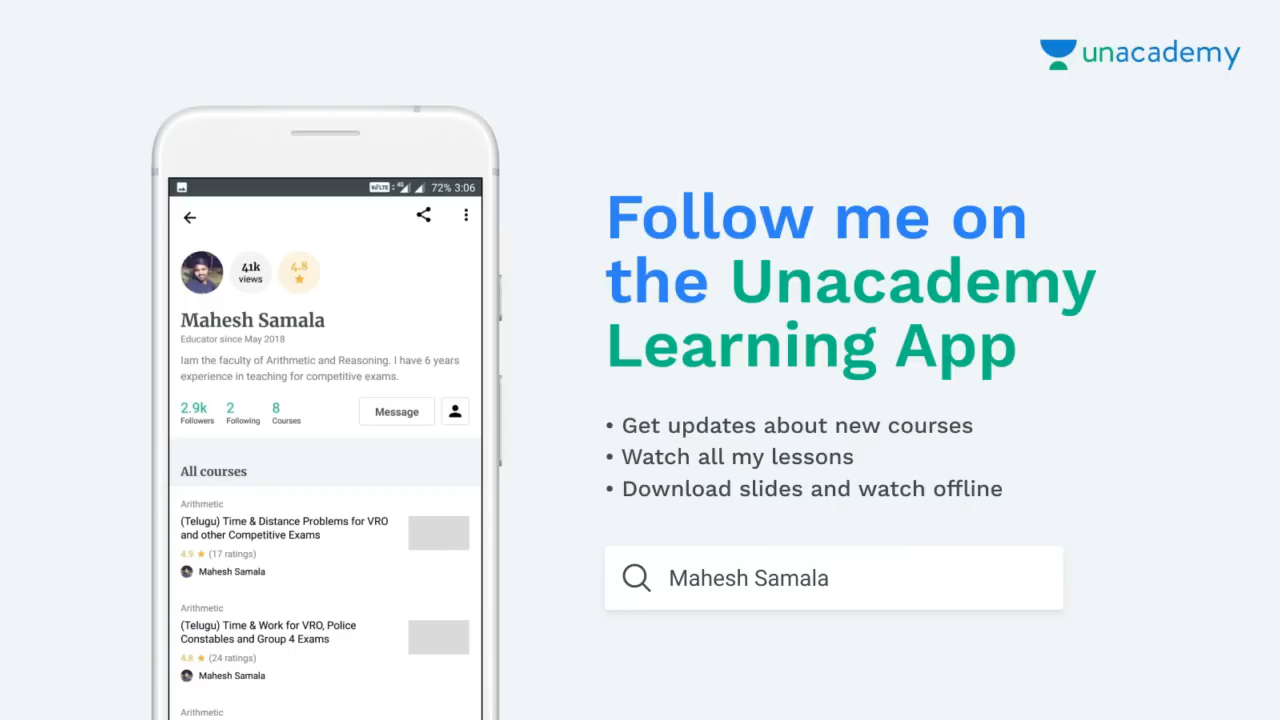 unacademy
VoLTE 4G 72% 3:06
41k
views
4.8
Mahesh Samala
Educator since May 2018
Iam the faculty of Arithmetic and Reasoning. I have 6 years
experience in teaching for competitive exams.
2.9k 2 8
Followers Following Courses
Message
All courses
Arithmetic
(Telugu) Time & Distance Problems for VRO
and other Competitive Exams
4.9 ★ (17 ratings)
Mahesh Samala
Arithmetic
(Telugu) Time & Work for VRO, Police
Constables and Group 4 Exams
4.8 ★ (24 ratings)
Mahesh Samala
Arithmetic
Follow me on
the Unacademy
Learning App
• Get updates about new courses
• Watch all my lessons
• Download slides and watch offline
Mahesh Samala